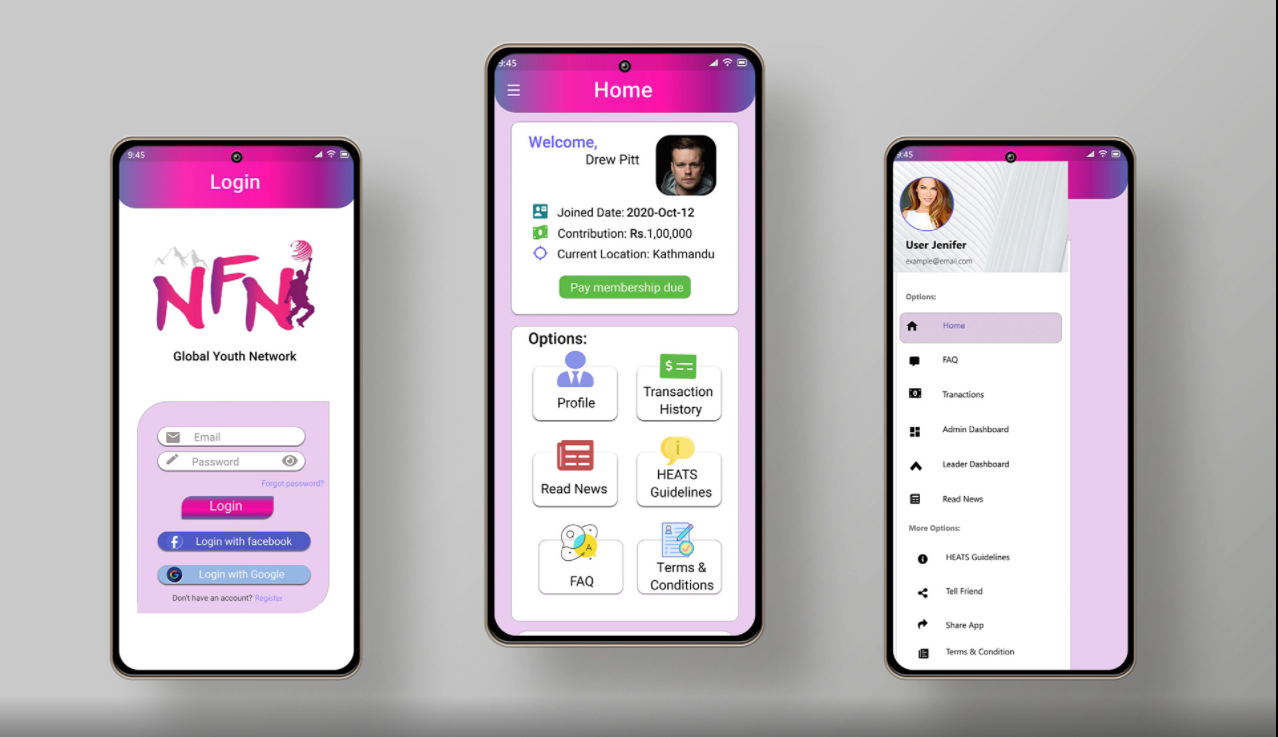 9:45
Login
NFN
Global Youth Network
Email
Password
Forgot password?
Login
Login with facebook
Login with Google
Don't have an account? Register
9:45
Home
Welcome,
Drew Pitt
Joined Date: 2020-Oct-12
Contribution: Rs.1,00,000
Current Location: Kathmandu
Pay membership due
Options:
Profile
Transaction
History
Read News
HEATS
Guidelines
FAQ
Terms &
Conditions
9:45
User Jenifer
example@email.com
Options:
Home
FAQ
Tranactions
Admin Dashboard
Leader Dashboard
Read News
More Options:
HEATS Guidelines
Tell Friend
Share App
Terms & Condition